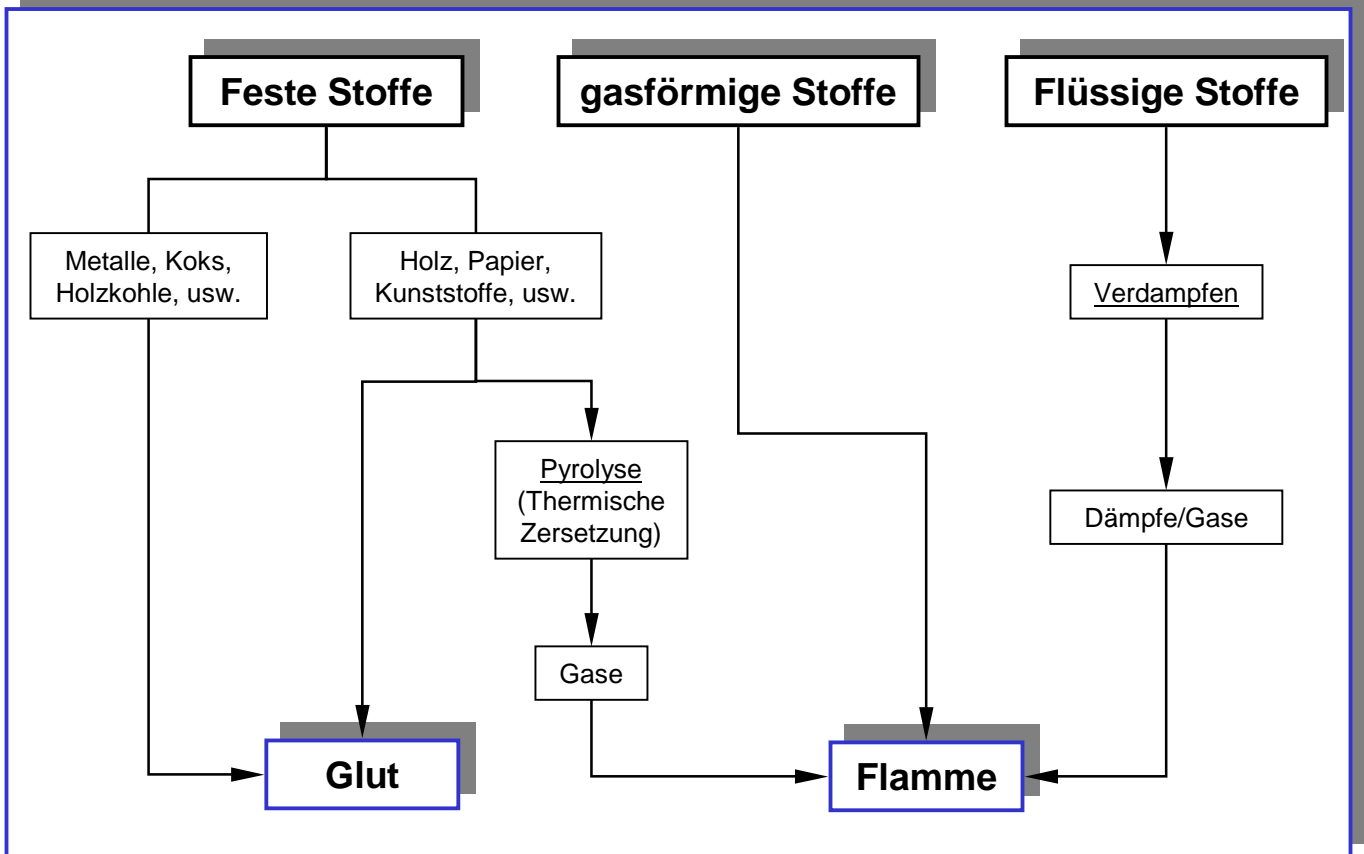 Feste Stoffe
gasförmige Stoffe
Flüssige Stoffe
Metalle, Koks,
Holzkohle, usw.
Holz, Papier,
Kunststoffe, usw.
Verdampfen
Pyrolyse
(Thermische
Zersetzung)
Dämpfe/Gase
Gase
Glut
Flamme